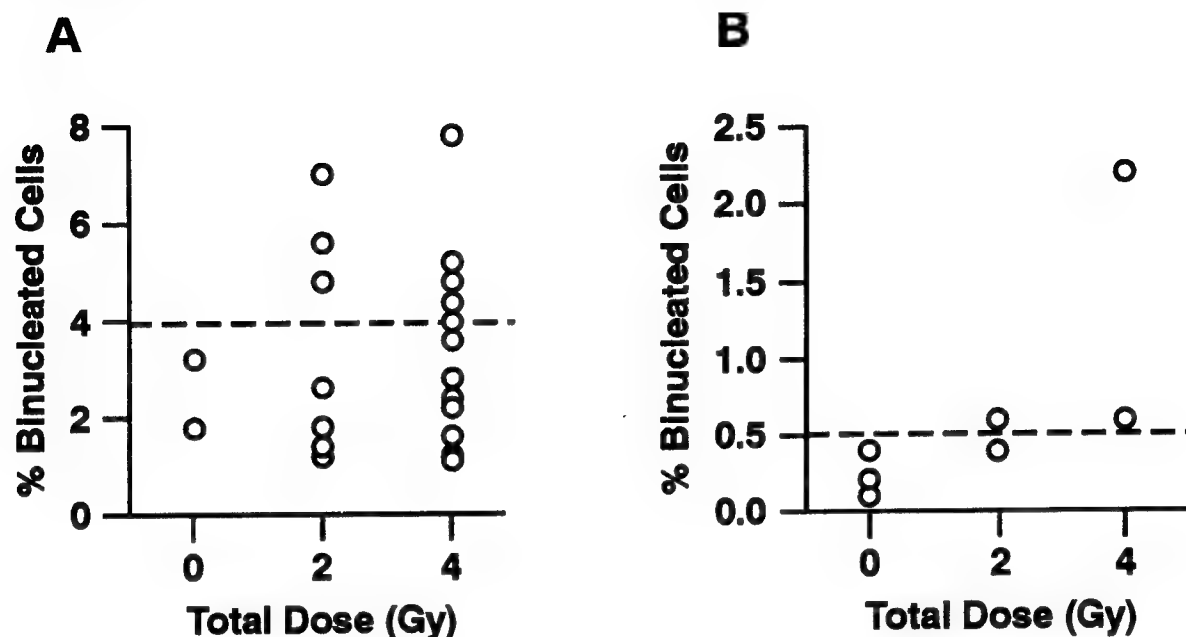 A
8
6
4
2
0
0 2 4
% Binucleated Cells
Total Dose (Gy)
B
2.5
2.0
1.5
1.0
0.5
0.0
0 2 4
% Binucleated Cells
Total Dose (Gy)